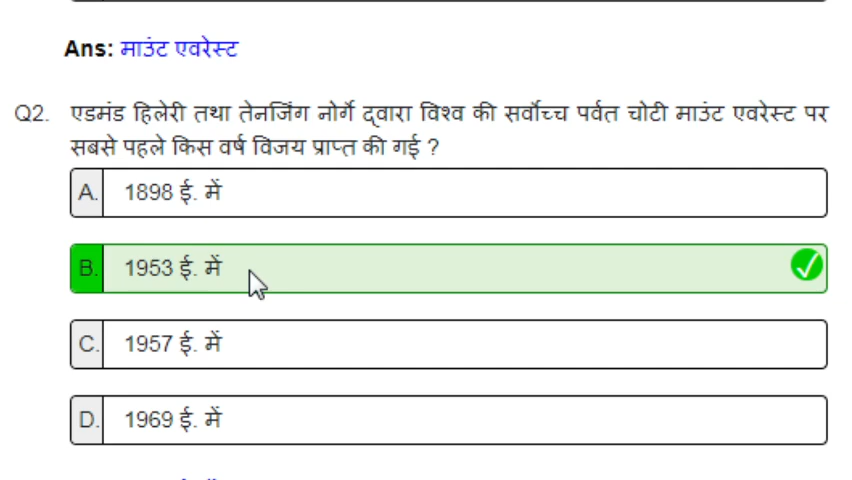 Ans: माउंट एवरेस्ट
Q2. एडमंड हिलेरी तथा तेनजिंग नोर्गे द्वारा विश्व की सर्वोच्च पर्वत चोटी माउंट एवरेस्ट पर
सबसे पहले किस वर्ष विजय प्राप्त की गई ?
A. 1898 ई. में
B. 1953 ई. में
C. 1957 ई. में
D. 1969 ई. में